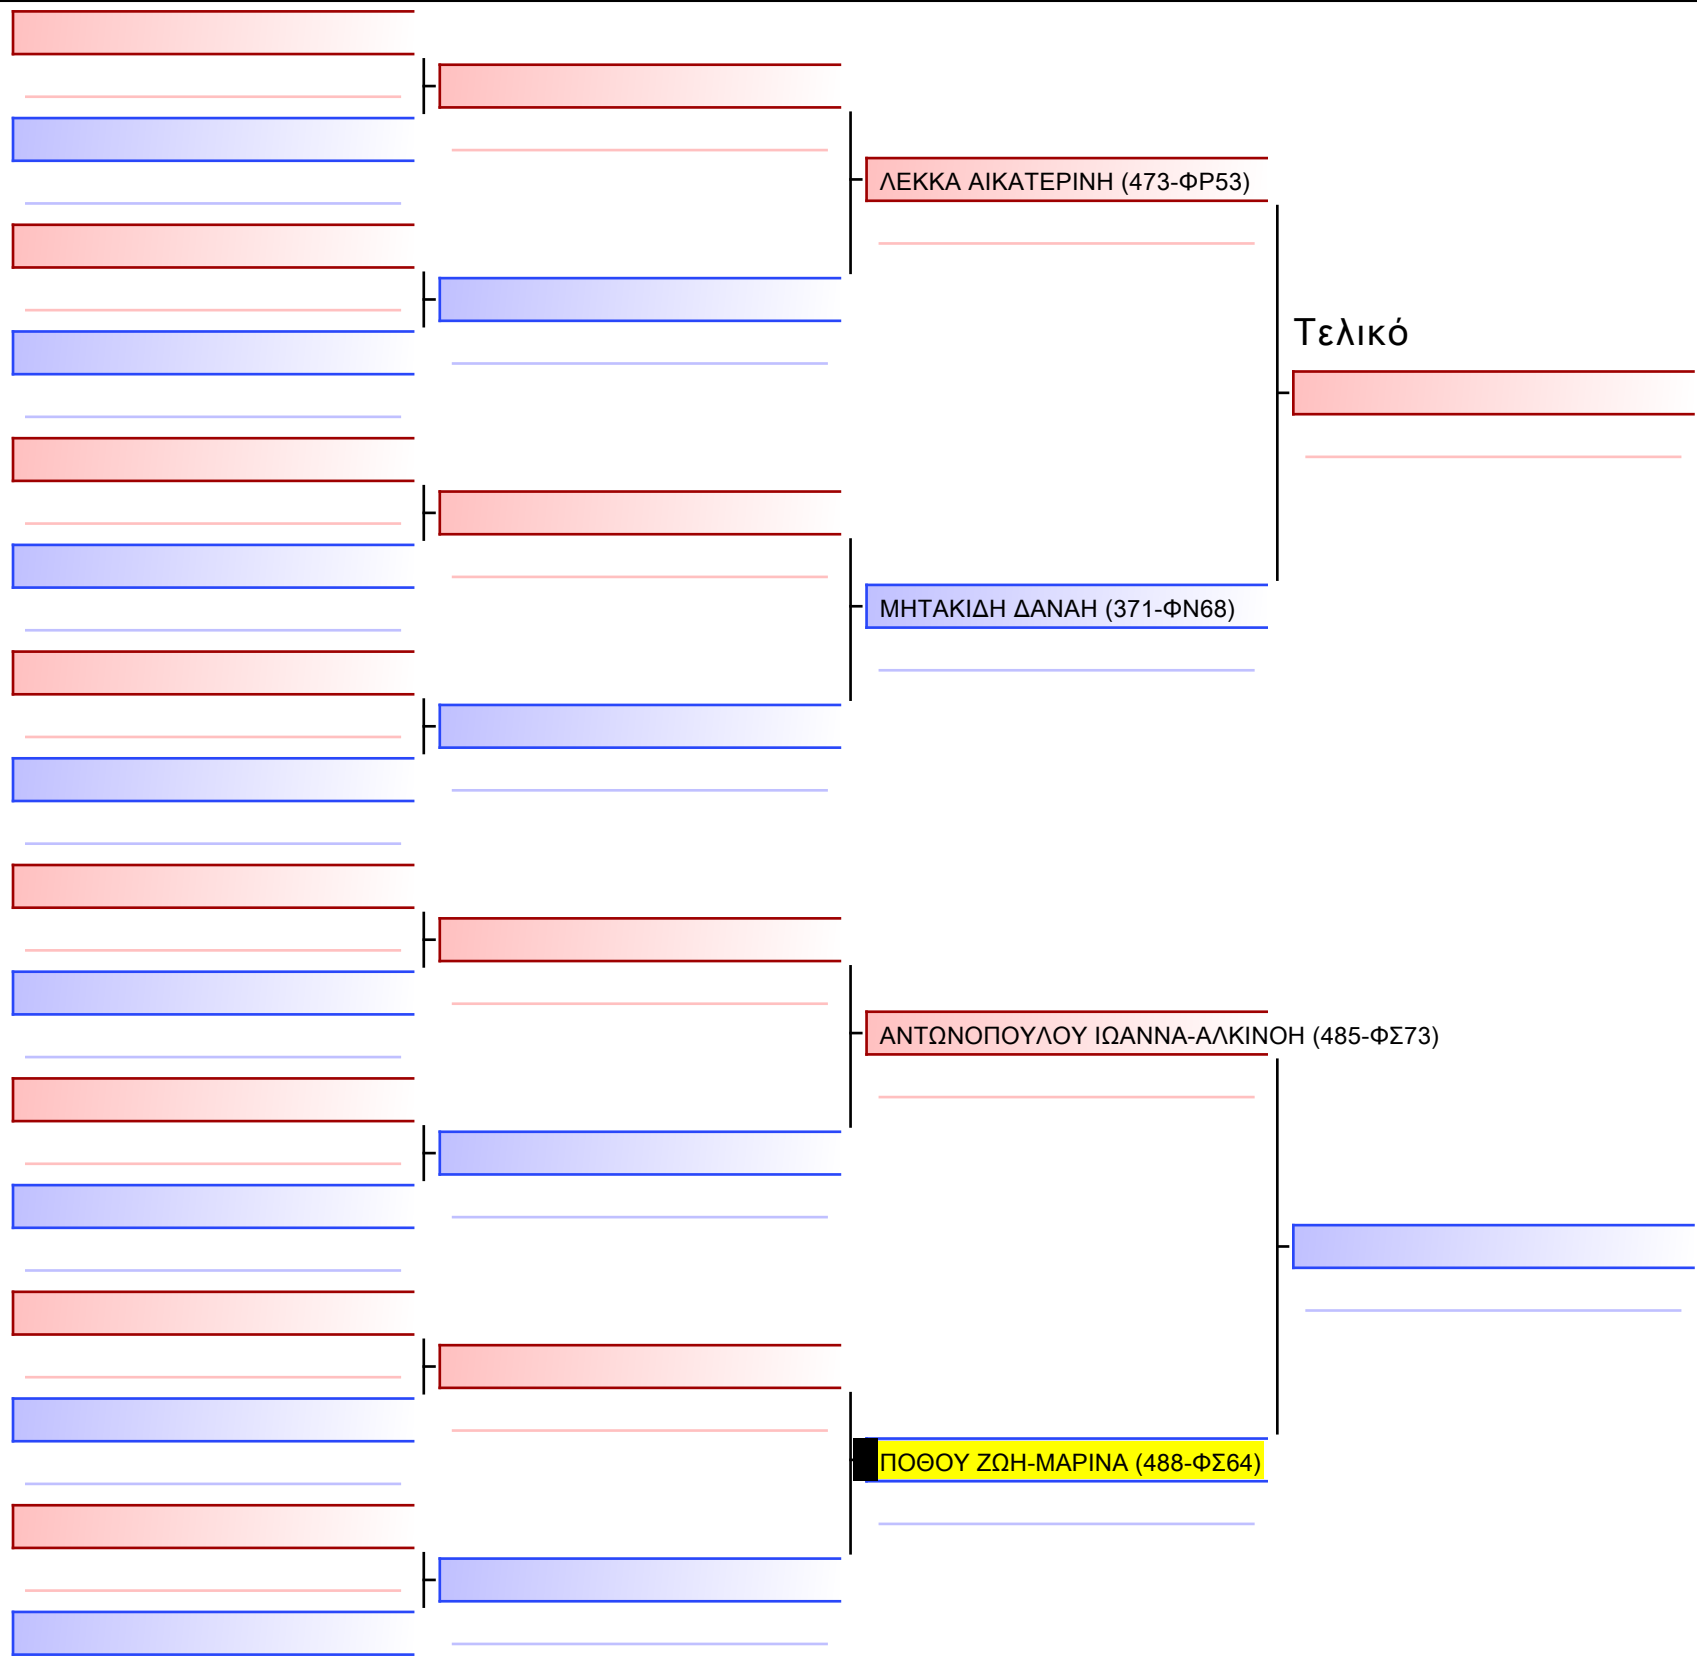 ΛΕΚΚΑ ΑΙΚΑΤΕΡΙΝΗ (473-ΦΡ53)
Τελικό
ΜΗΤΑΚΙΔΗ ΔΑΝΑΗ (371-ΦΝ68)
ΑΝΤΩΝΟΠΟΥΛΟΥ ΙΩΑΝΝΑ-ΑΛΚΙΝΟΗ (485-ΦΣ73)
ΠΟΘΟΥ ΖΩΗ-ΜΑΡΙΝΑ (488-ΦΣ64)